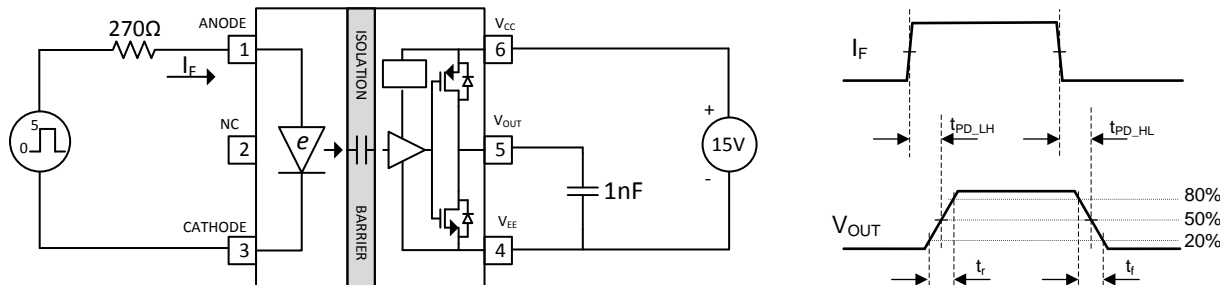 270Ω
ANODE
1
I_F
5
0
NC
2
e
CATHODE
3
ISOLATION
BARRIER
V_CC
6
V_OUT
5
V_EE
4
1nF
+
15V
-
I_F
t_PD_LH
t_PD_HL
V_OUT
80%
50%
20%
t_r
t_f